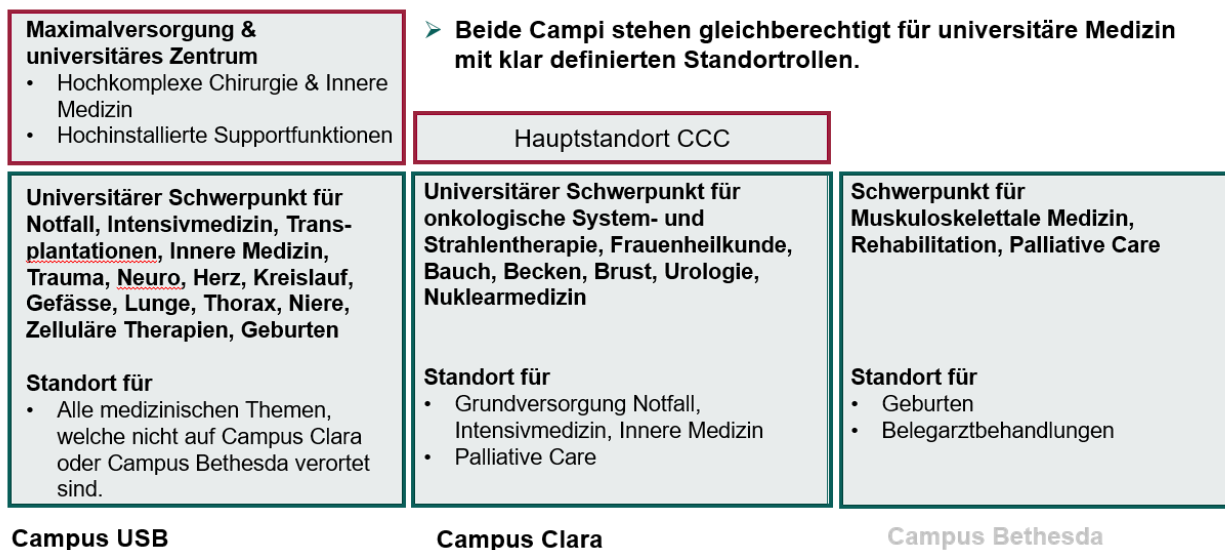 Maximalversorgung &
universitäres Zentrum
• Hochkomplexe Chirurgie & Innere
Medizin
• Hochinstallierte Supportfunktionen
➢ Beide Campi stehen gleichberechtigt für universitäre Medizin
mit klar definierten Standortrollen.
Hauptstandort CCC
Universitärer Schwerpunkt für
Notfall, Intensivmedizin, Trans-
plantationen, Innere Medizin,
Trauma, Neuro, Herz, Kreislauf,
Gefässe, Lunge, Thorax, Niere,
Zelluläre Therapien, Geburten
Standort für
• Alle medizinischen Themen,
welche nicht auf Campus Clara
oder Campus Bethesda verortet
sind.
Universitärer Schwerpunkt für
onkologische System- und
Strahlentherapie, Frauenheilkunde,
Bauch, Becken, Brust, Urologie,
Nuklearmedizin
Standort für
• Grundversorgung Notfall,
Intensivmedizin, Innere Medizin
• Palliative Care
Schwerpunkt für
Muskuloskelettale Medizin,
Rehabilitation, Palliative Care
Standort für
• Geburten
• Belegarztbehandlungen
Campus USB
Campus Clara
Campus Bethesda